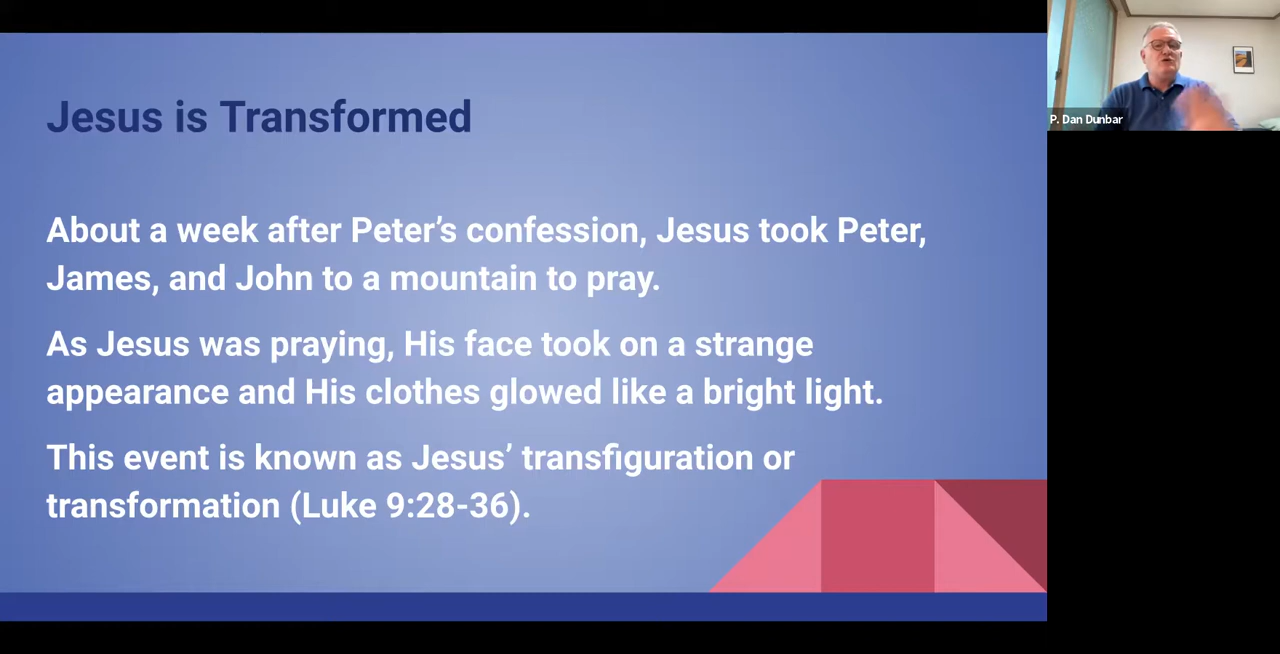 Jesus is Transformed
About a week after Peter’s confession, Jesus took Peter,
James, and John to a mountain to pray.
As Jesus was praying, His face took on a strange
appearance and His clothes glowed like a bright light.
This event is known as Jesus’ transfiguration or
transformation (Luke 9:28-36).
P. Dan Dunbar